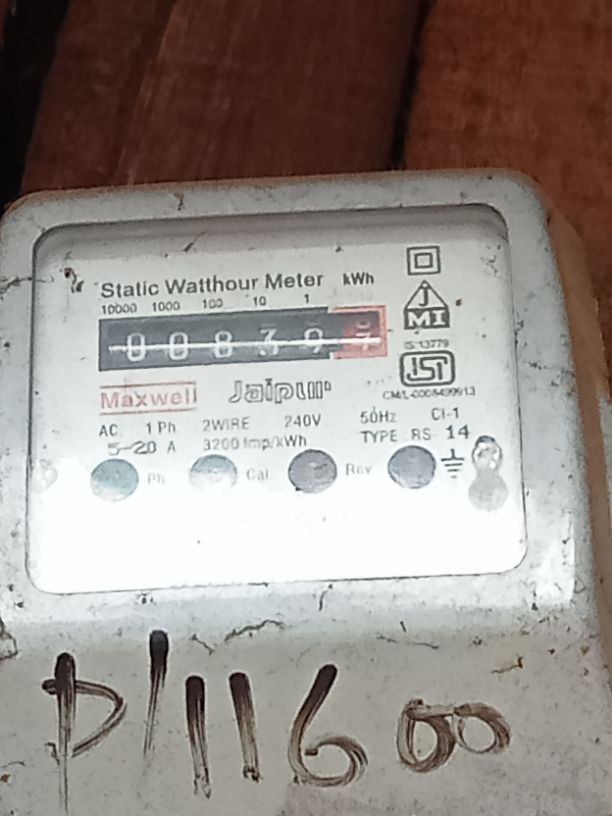 Static Watthour Meter kWh
10000 1000 100 10 1
0 0 8 3 9
Maxwell Jaipur
J
MI
IS:13779
ISI
AC 1 Ph 2WIRE 240V 50Hz Cl-1
5-20 A 3200 Imp/kWh TYPE RS-14
Ph Cal Rev
P/11600